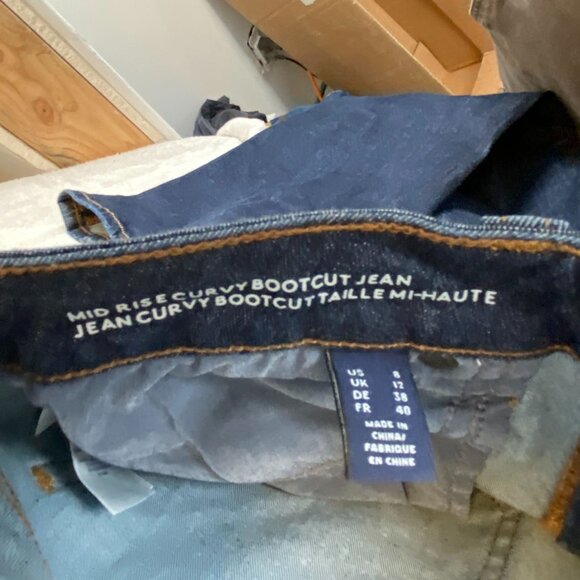 MID RISE CURVY BOOTCUT JEAN
JEAN CURVY BOOTCUT TAILLE MI-HAUTE
US 8
UK 12
DE 38
FR 40
MADE IN
CHINA/
FABRIQUE
EN CHINE